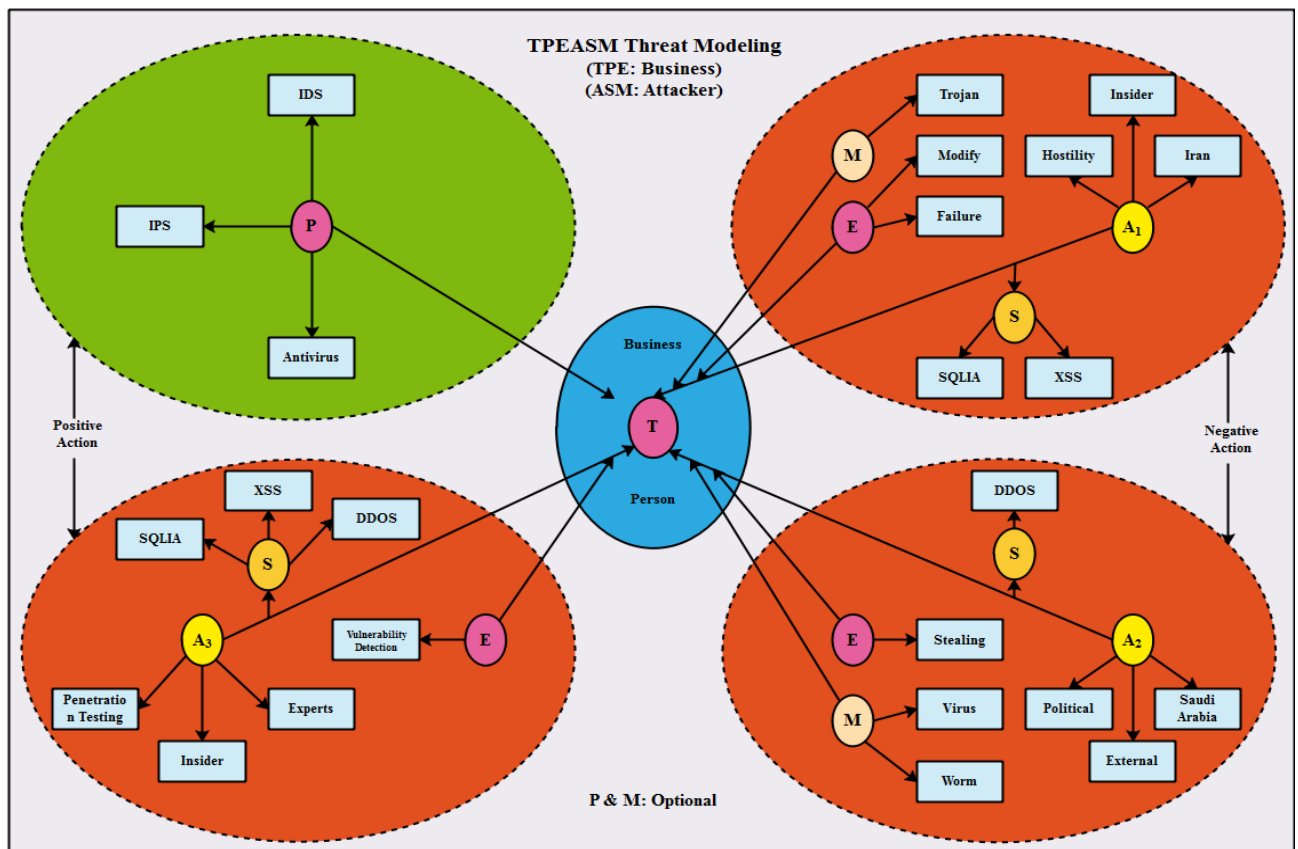 TPEASM Threat Modeling
(TPE: Business)
(ASM: Attacker)
IDS
IPS
P
Antivirus
Trojan
Insider
M
Modify
Hostility
Iran
E
Failure
A₁
S
SQLIA
XSS
Business
T
Person
Positive
Action
Negative
Action
XSS
DDOS
SQLIA
S
A₃
Vulnerability
Detection
E
Penetratio
n Testing
Experts
Insider
DDOS
S
E
Stealing
A₂
M
Virus
Political
Saudi
Arabia
External
Worm
P & M: Optional